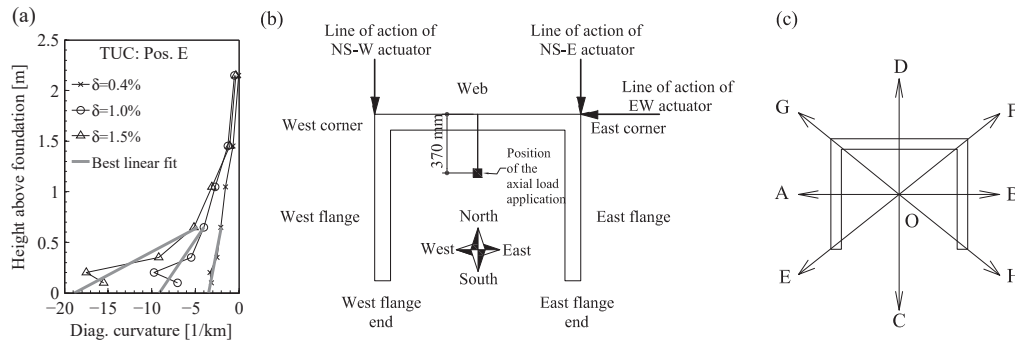 (a)
TUC: Pos. E
δ=0.4%
δ=1.0%
δ=1.5%
Best linear fit
Height above foundation [m]
2.5
2
1.5
1
0.5
0
−20 −15 −10 −5 0
Diag. curvature [1/km]
(b)
Line of action of
NS-W actuator
Line of action of
NS-E actuator
Web
Line of action of
EW actuator
West corner
East corner
370 mm
Position
of the
axial load
application
West flange
East flange
North
West
East
South
West flange
end
East flange
end
(c)
D
G
F
A
B
O
E
H
C